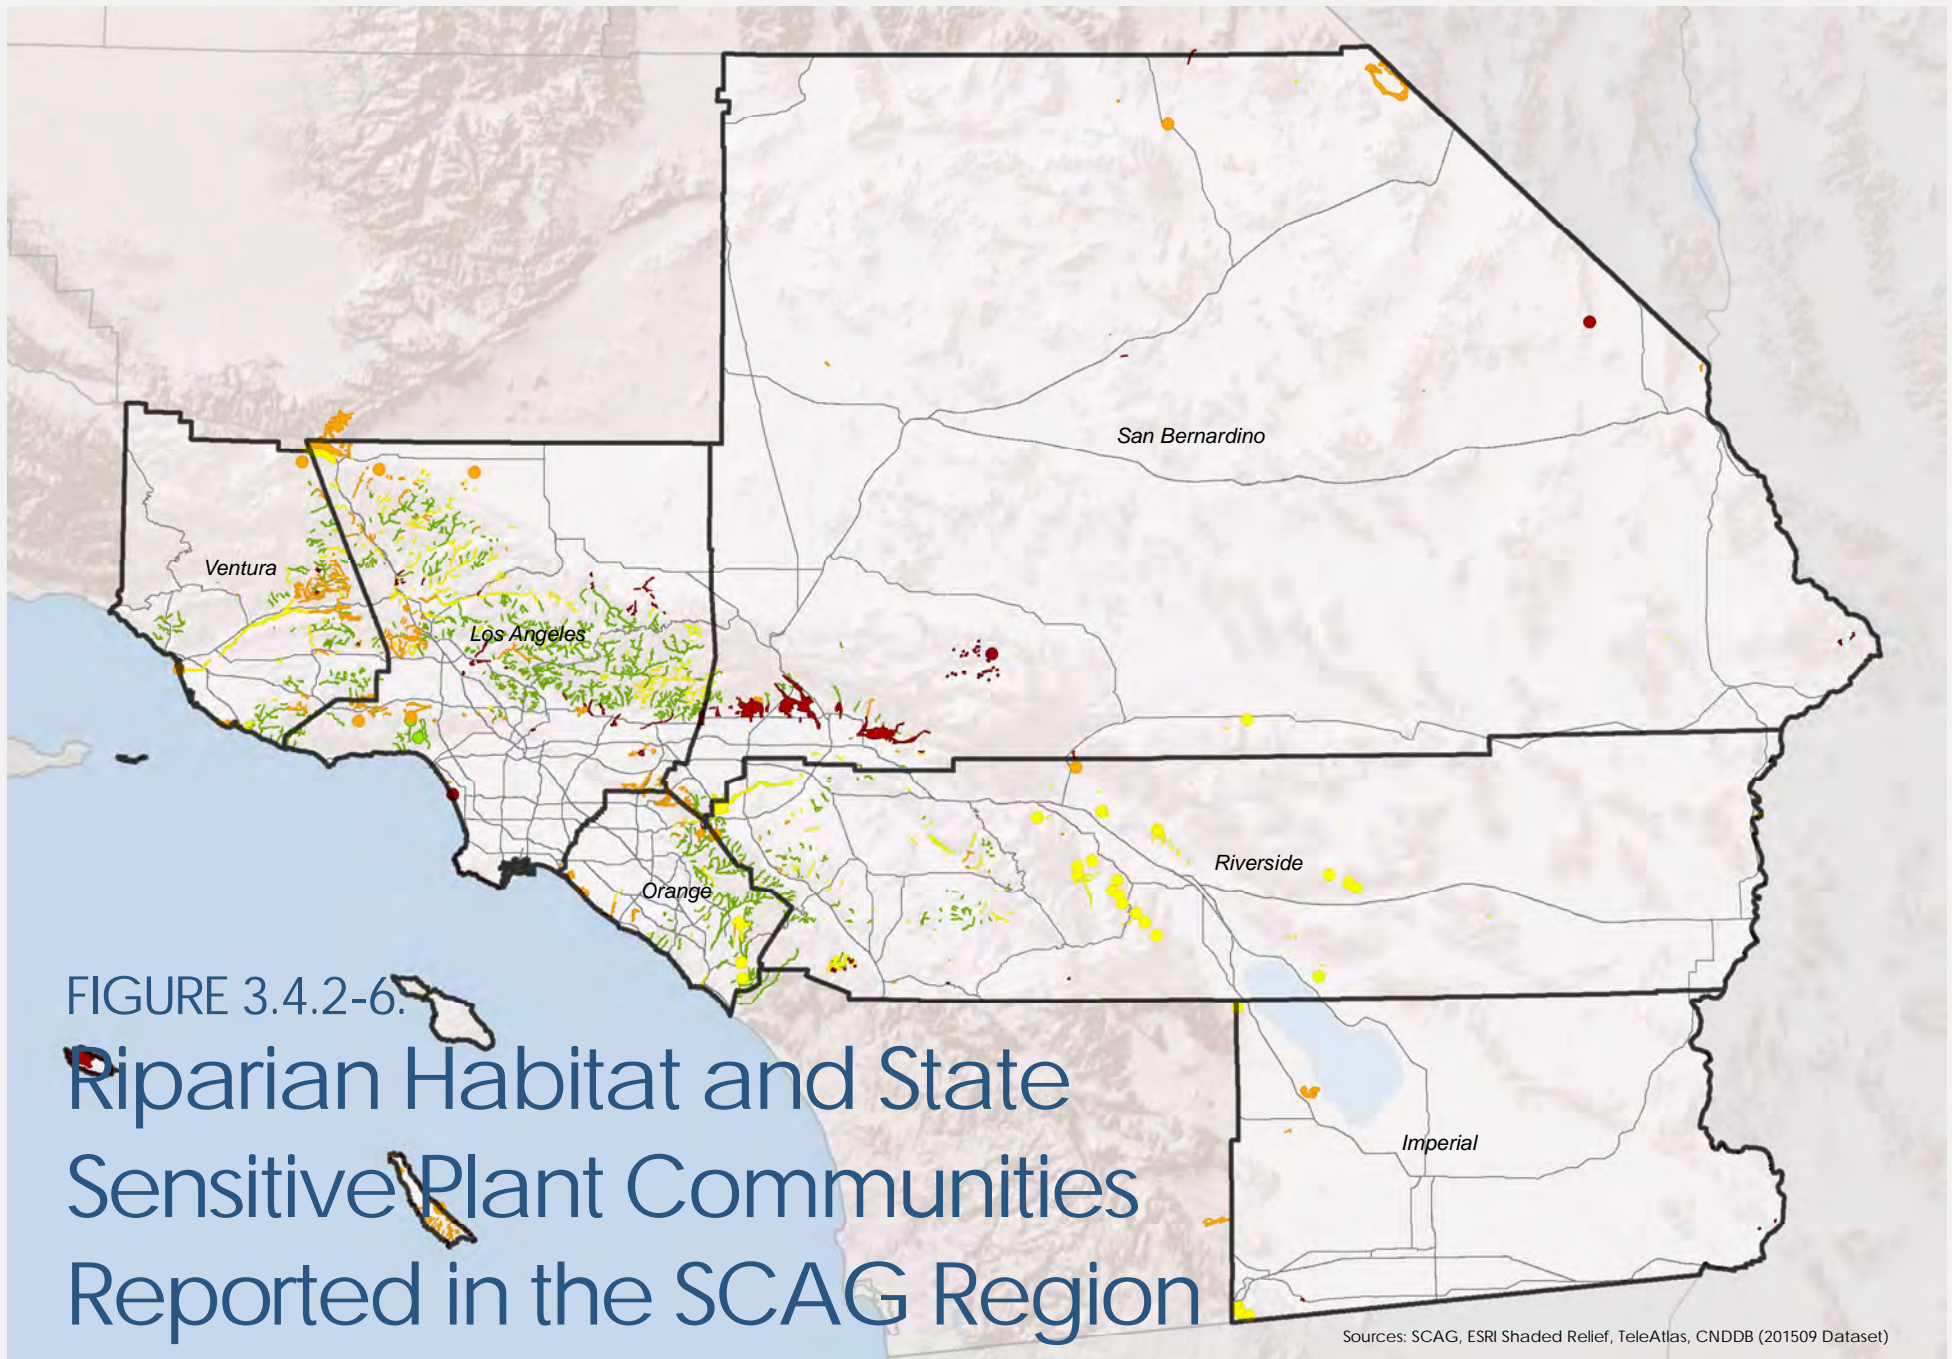 San Bernardino
Ventura
Los Angeles
Riverside
Orange
Imperial
FIGURE 3.4.2-6.
Riparian Habitat and State
Sensitive Plant Communities
Reported in the SCAG Region
Sources: SCAG, ESRI Shaded Relief, TeleAtlas, CNDDB (201509 Dataset)